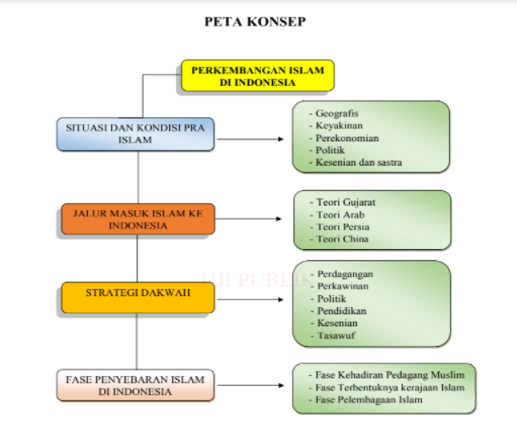 PETA KONSEP
PERKEMBANGAN ISLAM
DI INDONESIA
SITUASI DAN KONDISI PRA
ISLAM
- Geografis
- Keyakinan
- Perekonomian
- Politik
- Kesenian dan sastra
JALUR MASUK ISLAM KE
INDONESIA
- Teori Gujarat
- Teori Arab
- Teori Persia
- Teori China
STRATEGI DAKWAH
- Perdagangan
- Perkawinan
- Politik
- Pendidikan
- Kesenian
- Tasawuf
UJI PUBLIK
FASE PENYEBARAN ISLAM
DI INDONESIA
- Fase Kehadiran Pedagang Muslim
- Fase Terbentuknya kerajaan Islam
- Fase Pelembagaan Islam